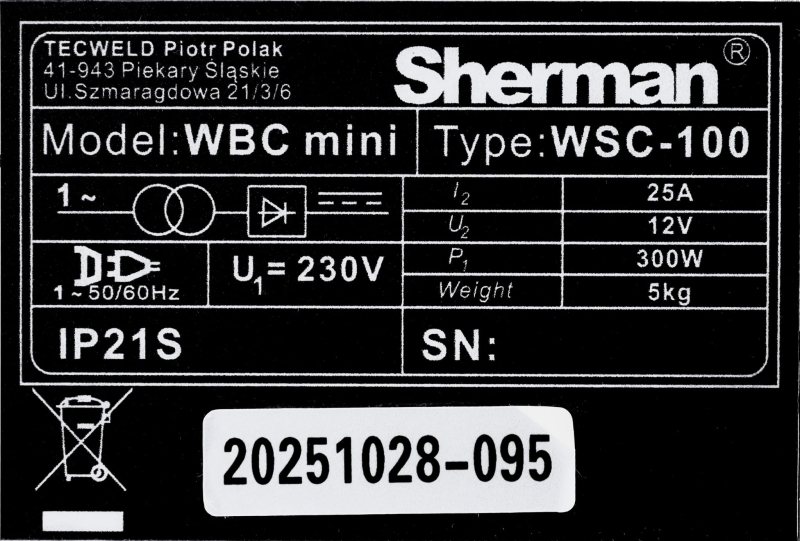 TECWELD Piotr Polak
41-943 Piekary Śląskie
Ul.Szmaragdowa 21/3/6
Sherman®
Model:WBC mini
Type:WSC-100
1~
I2 25A
U2 12V
P1 300W
Weight 5kg
1~50/60Hz
U1=230V
IP21S
SN:
20251028-095